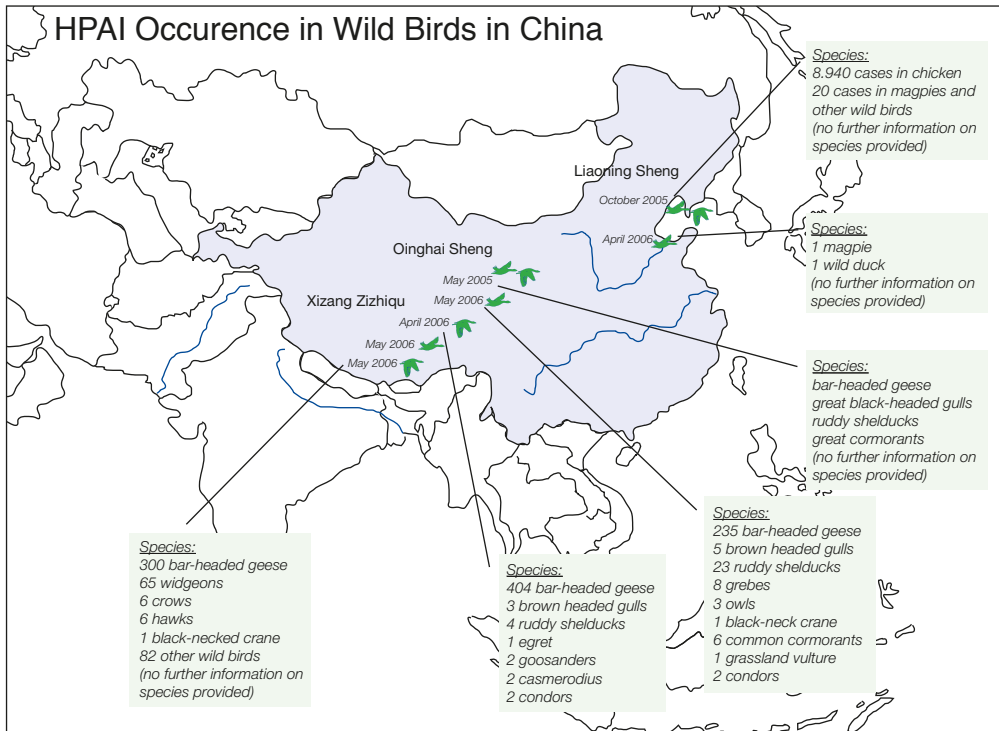 HPAI Occurence in Wild Birds in China
Species:
8.940 cases in chicken
20 cases in magpies and
other wild birds
(no further information on
species provided)
Liaoning Sheng
October 2005
April 2006
Species:
1 magpie
1 wild duck
(no further information on
species provided)
Oinghai Sheng
May 2005
May 2006
Xizang Zizhiqu
April 2006
May 2006
May 2006
Species:
bar-headed geese
great black-headed gulls
ruddy shelducks
great cormorants
(no further information on
species provided)
Species:
300 bar-headed geese
65 widgeons
6 crows
6 hawks
1 black-necked crane
82 other wild birds
(no further information on
species provided)
Species:
404 bar-headed geese
3 brown headed gulls
4 ruddy shelducks
1 egret
2 goosanders
2 casmerodius
2 condors
Species:
235 bar-headed geese
5 brown headed gulls
23 ruddy shelducks
8 grebes
3 owls
1 black-neck crane
6 common cormorants
1 grassland vulture
2 condors